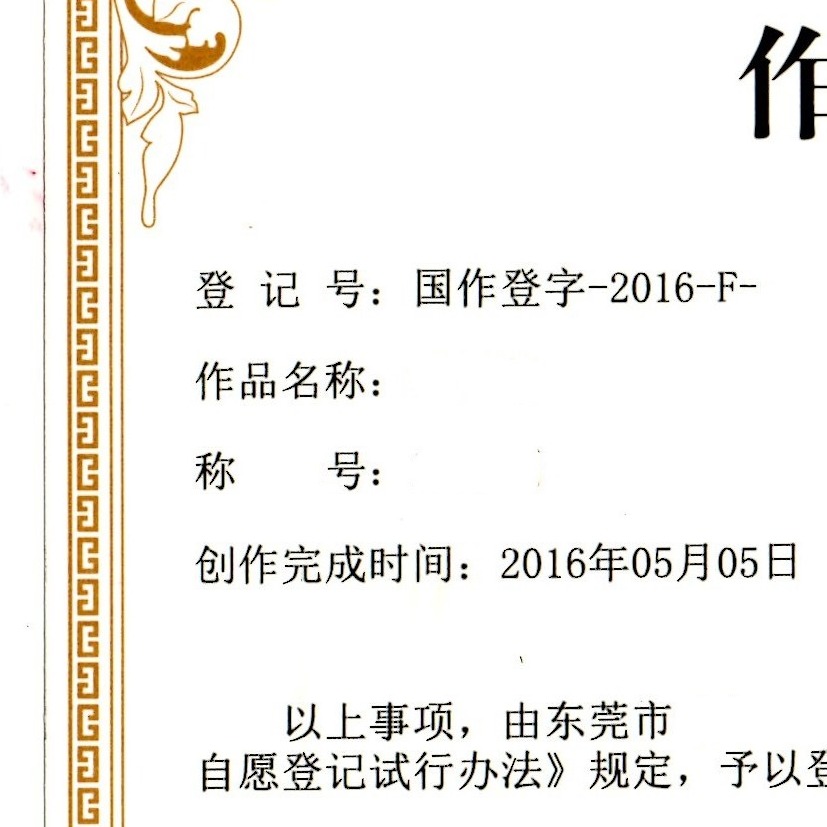 作
登 记 号：国作登字-2016-F-
作品名称：
称 号：
创作完成时间：2016年05月05日
以上事项，由东莞市
自愿登记试行办法》规定，予以登